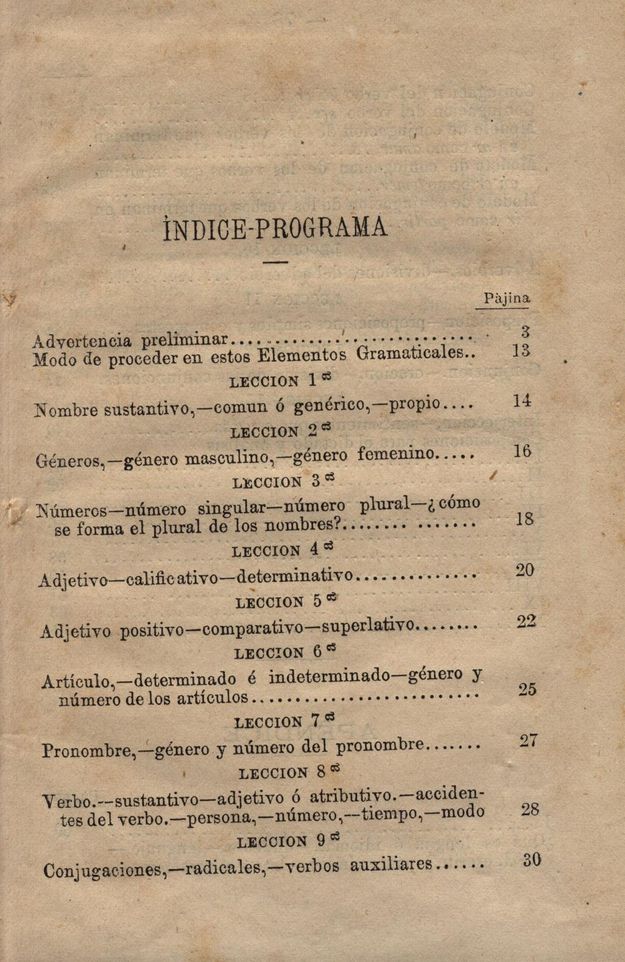 ÍNDICE-PROGRAMA
Pàjina
Advertencia preliminar.............................. 3
Modo de proceder en estos Elementos Gramaticales.. 13
LECCION 1ª
Nombre sustantivo,—comun ó genérico,—propio.... 14
LECCION 2ª
Géneros,—género masculino,—género femenino..... 16
LECCION 3ª
Números—número singular—número plural—¿cómo
se forma el plural de los nombres?............... 18
LECCION 4ª
Adjetivo—calificativo—determinativo.............. 20
LECCION 5ª
Adjetivo positivo—comparativo—superlativo........ 22
LECCION 6ª
Artículo,—determinado é indeterminado—género y
número de los artículos.......................... 25
LECCION 7ª
Pronombre,—género y número del pronombre....... 27
LECCION 8ª
Verbo.—sustantivo—adjetivo ó atributivo.—acciden-
tes del verbo.—persona,—número,—tiempo,—modo 28
LECCION 9ª
Conjugaciones,—radicales,—verbos auxiliares...... 30